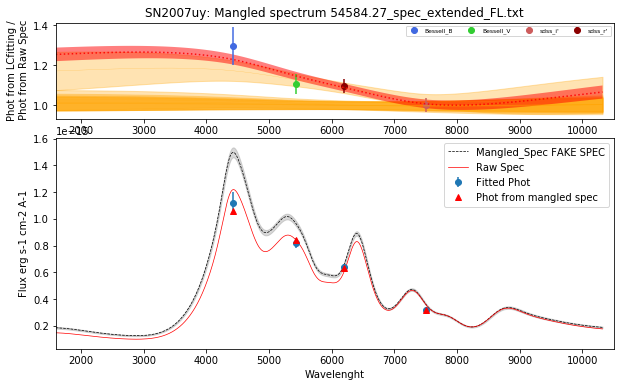 SN2007uy: Mangled spectrum 54584.27_spec_extended_FL.txt
Phot from LCfitting /
Phot from Raw Spec
1.4
1.2
1.0
Bessell_B
Bessell_V
sdss_i'
sdss_r'
2000 3000 4000 5000 6000 7000 8000 9000 10000
Flux erg s-1 cm-2 A-1
1.6
1.4
1.2
1.0
0.8
0.6
0.4
0.2
Mangled_Spec FAKE SPEC
Raw Spec
Fitted Phot
Phot from mangled spec
2000 3000 4000 5000 6000 7000 8000 9000 10000
Wavelenght